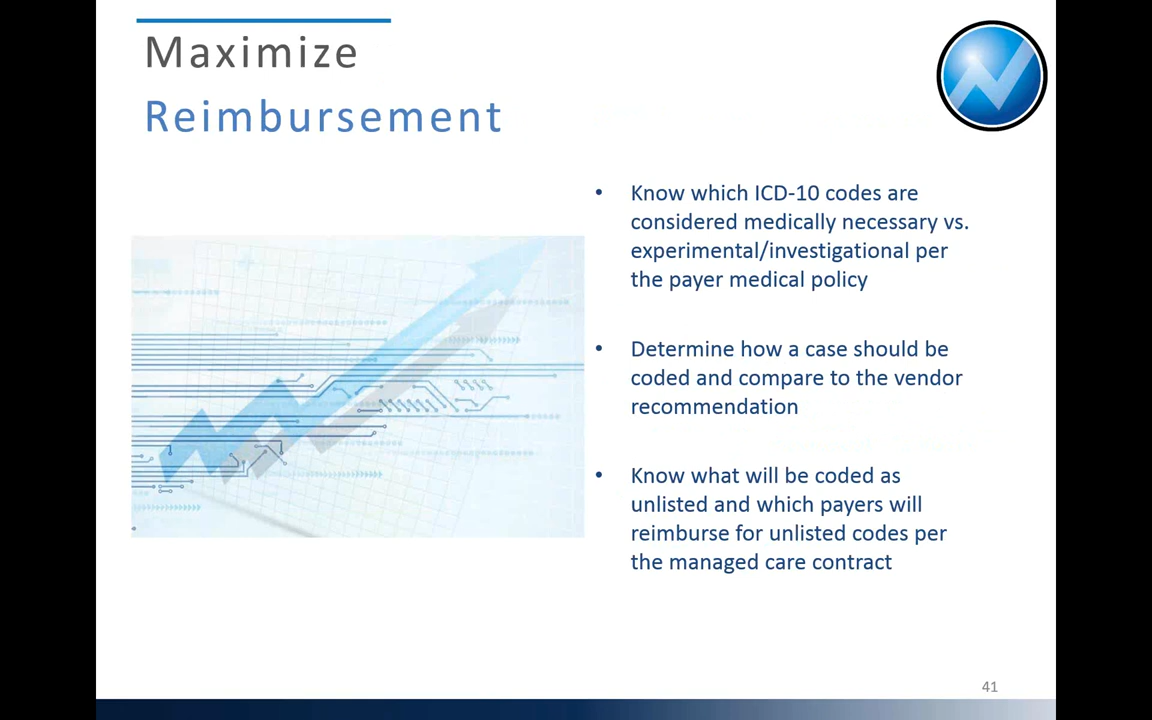 Maximize
Reimbursement
• Know which ICD-10 codes are
considered medically necessary vs.
experimental/investigational per
the payer medical policy
• Determine how a case should be
coded and compare to the vendor
recommendation
• Know what will be coded as
unlisted and which payers will
reimburse for unlisted codes per
the managed care contract
41